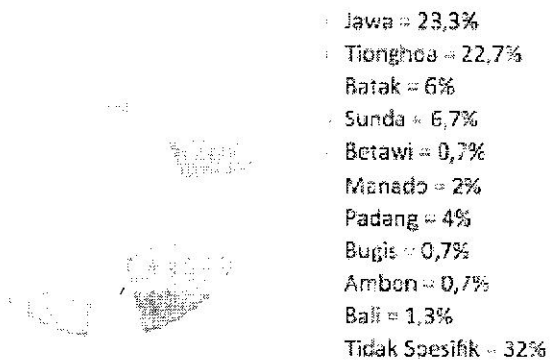 Jawa = 23,3%
Tionghoa = 22,7%
Batak = 6%
Sunda = 6,7%
Betawi = 0,7%
Manado = 2%
Padang = 4%
Bugis = 0,7%
Ambon = 0,7%
Bali = 1,3%
Tidak Spesifik = 32%